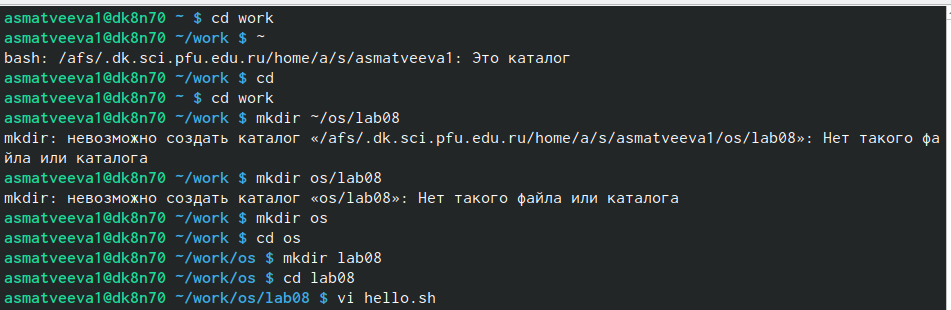 asmatveeva1@dk8n70 ~ $ cd work
asmatveeva1@dk8n70 ~/work $ ~
bash: /afs/.dk.sci.pfu.edu.ru/home/a/s/asmatveeva1: Это каталог
asmatveeva1@dk8n70 ~/work $ cd
asmatveeva1@dk8n70 ~ $ cd work
asmatveeva1@dk8n70 ~/work $ mkdir ~/os/lab08
mkdir: невозможно создать каталог «/afs/.dk.sci.pfu.edu.ru/home/a/s/asmatveeva1/os/lab08»: Нет такого фа
йла или каталога
asmatveeva1@dk8n70 ~/work $ mkdir os/lab08
mkdir: невозможно создать каталог «os/lab08»: Нет такого файла или каталога
asmatveeva1@dk8n70 ~/work $ mkdir os
asmatveeva1@dk8n70 ~/work $ cd os
asmatveeva1@dk8n70 ~/work/os $ mkdir lab08
asmatveeva1@dk8n70 ~/work/os $ cd lab08
asmatveeva1@dk8n70 ~/work/os/lab08 $ vi hello.sh